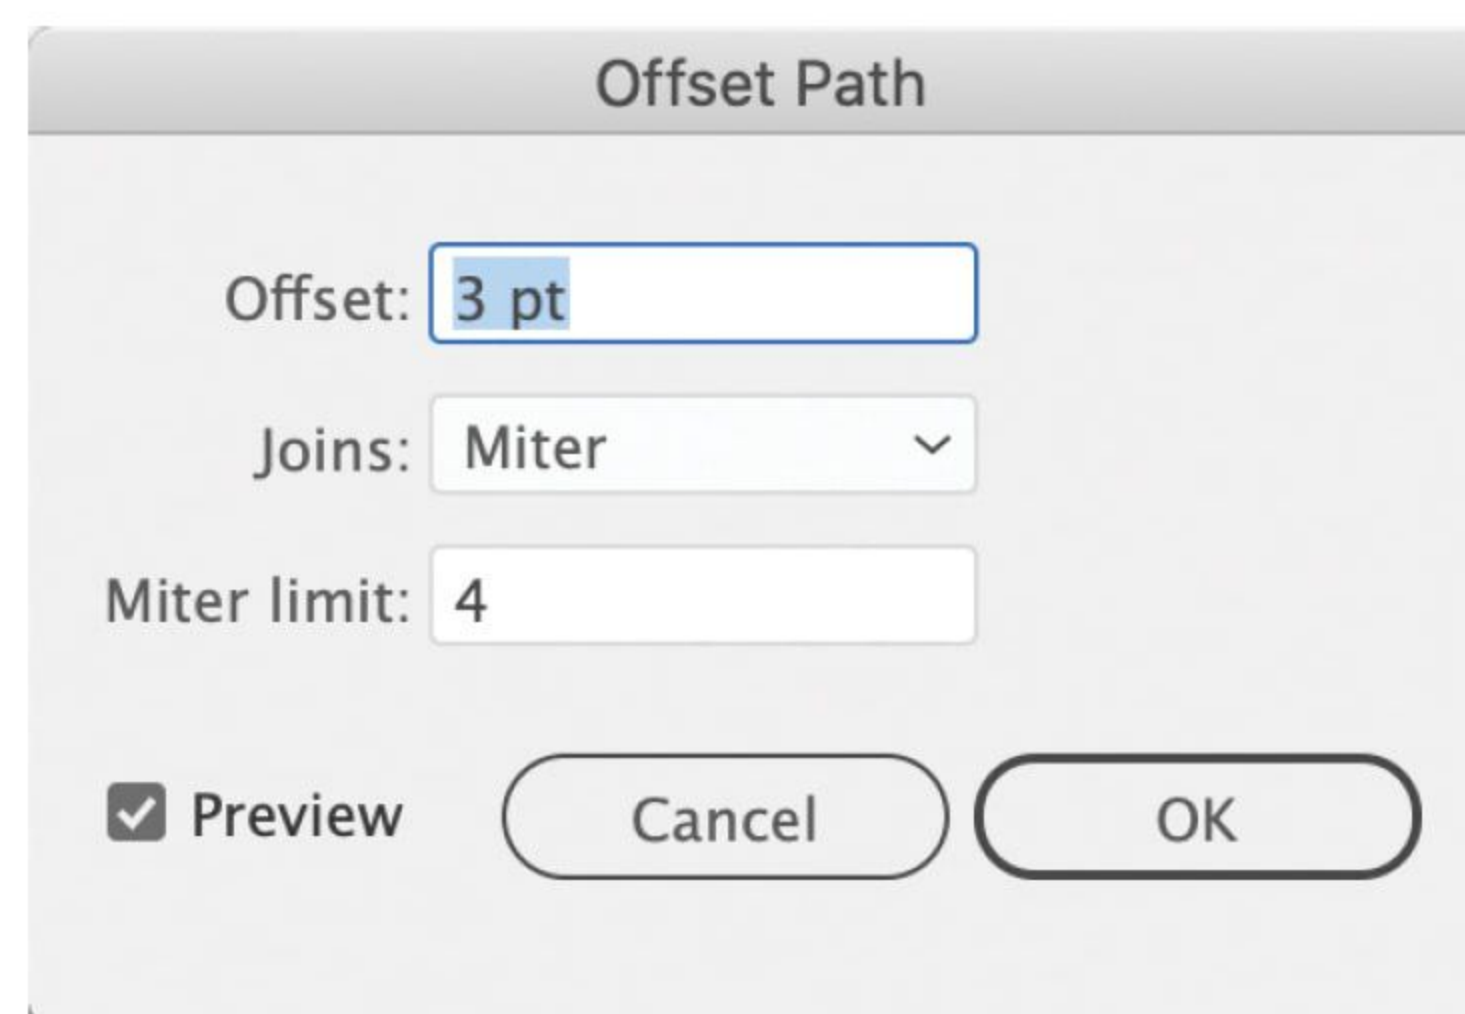 Offset Path
Offset: 3 pt
Joins: Miter
Miter limit: 4
Preview Cancel OK